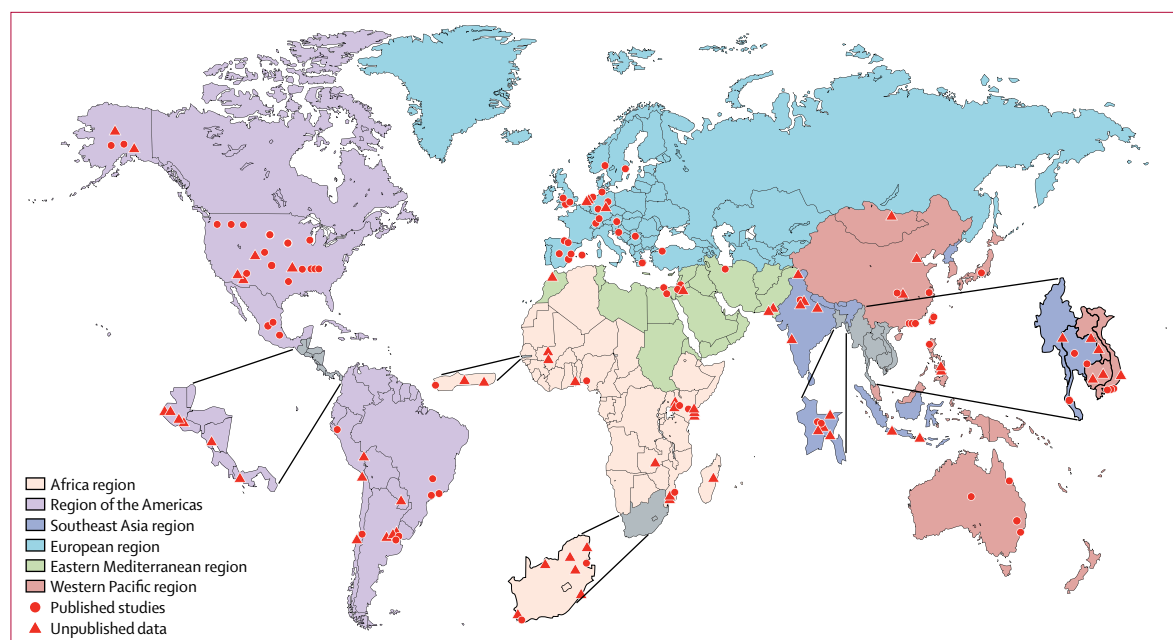 Africa region
Region of the Americas
Southeast Asia region
European region
Eastern Mediterranean region
Western Pacific region
Published studies
Unpublished data